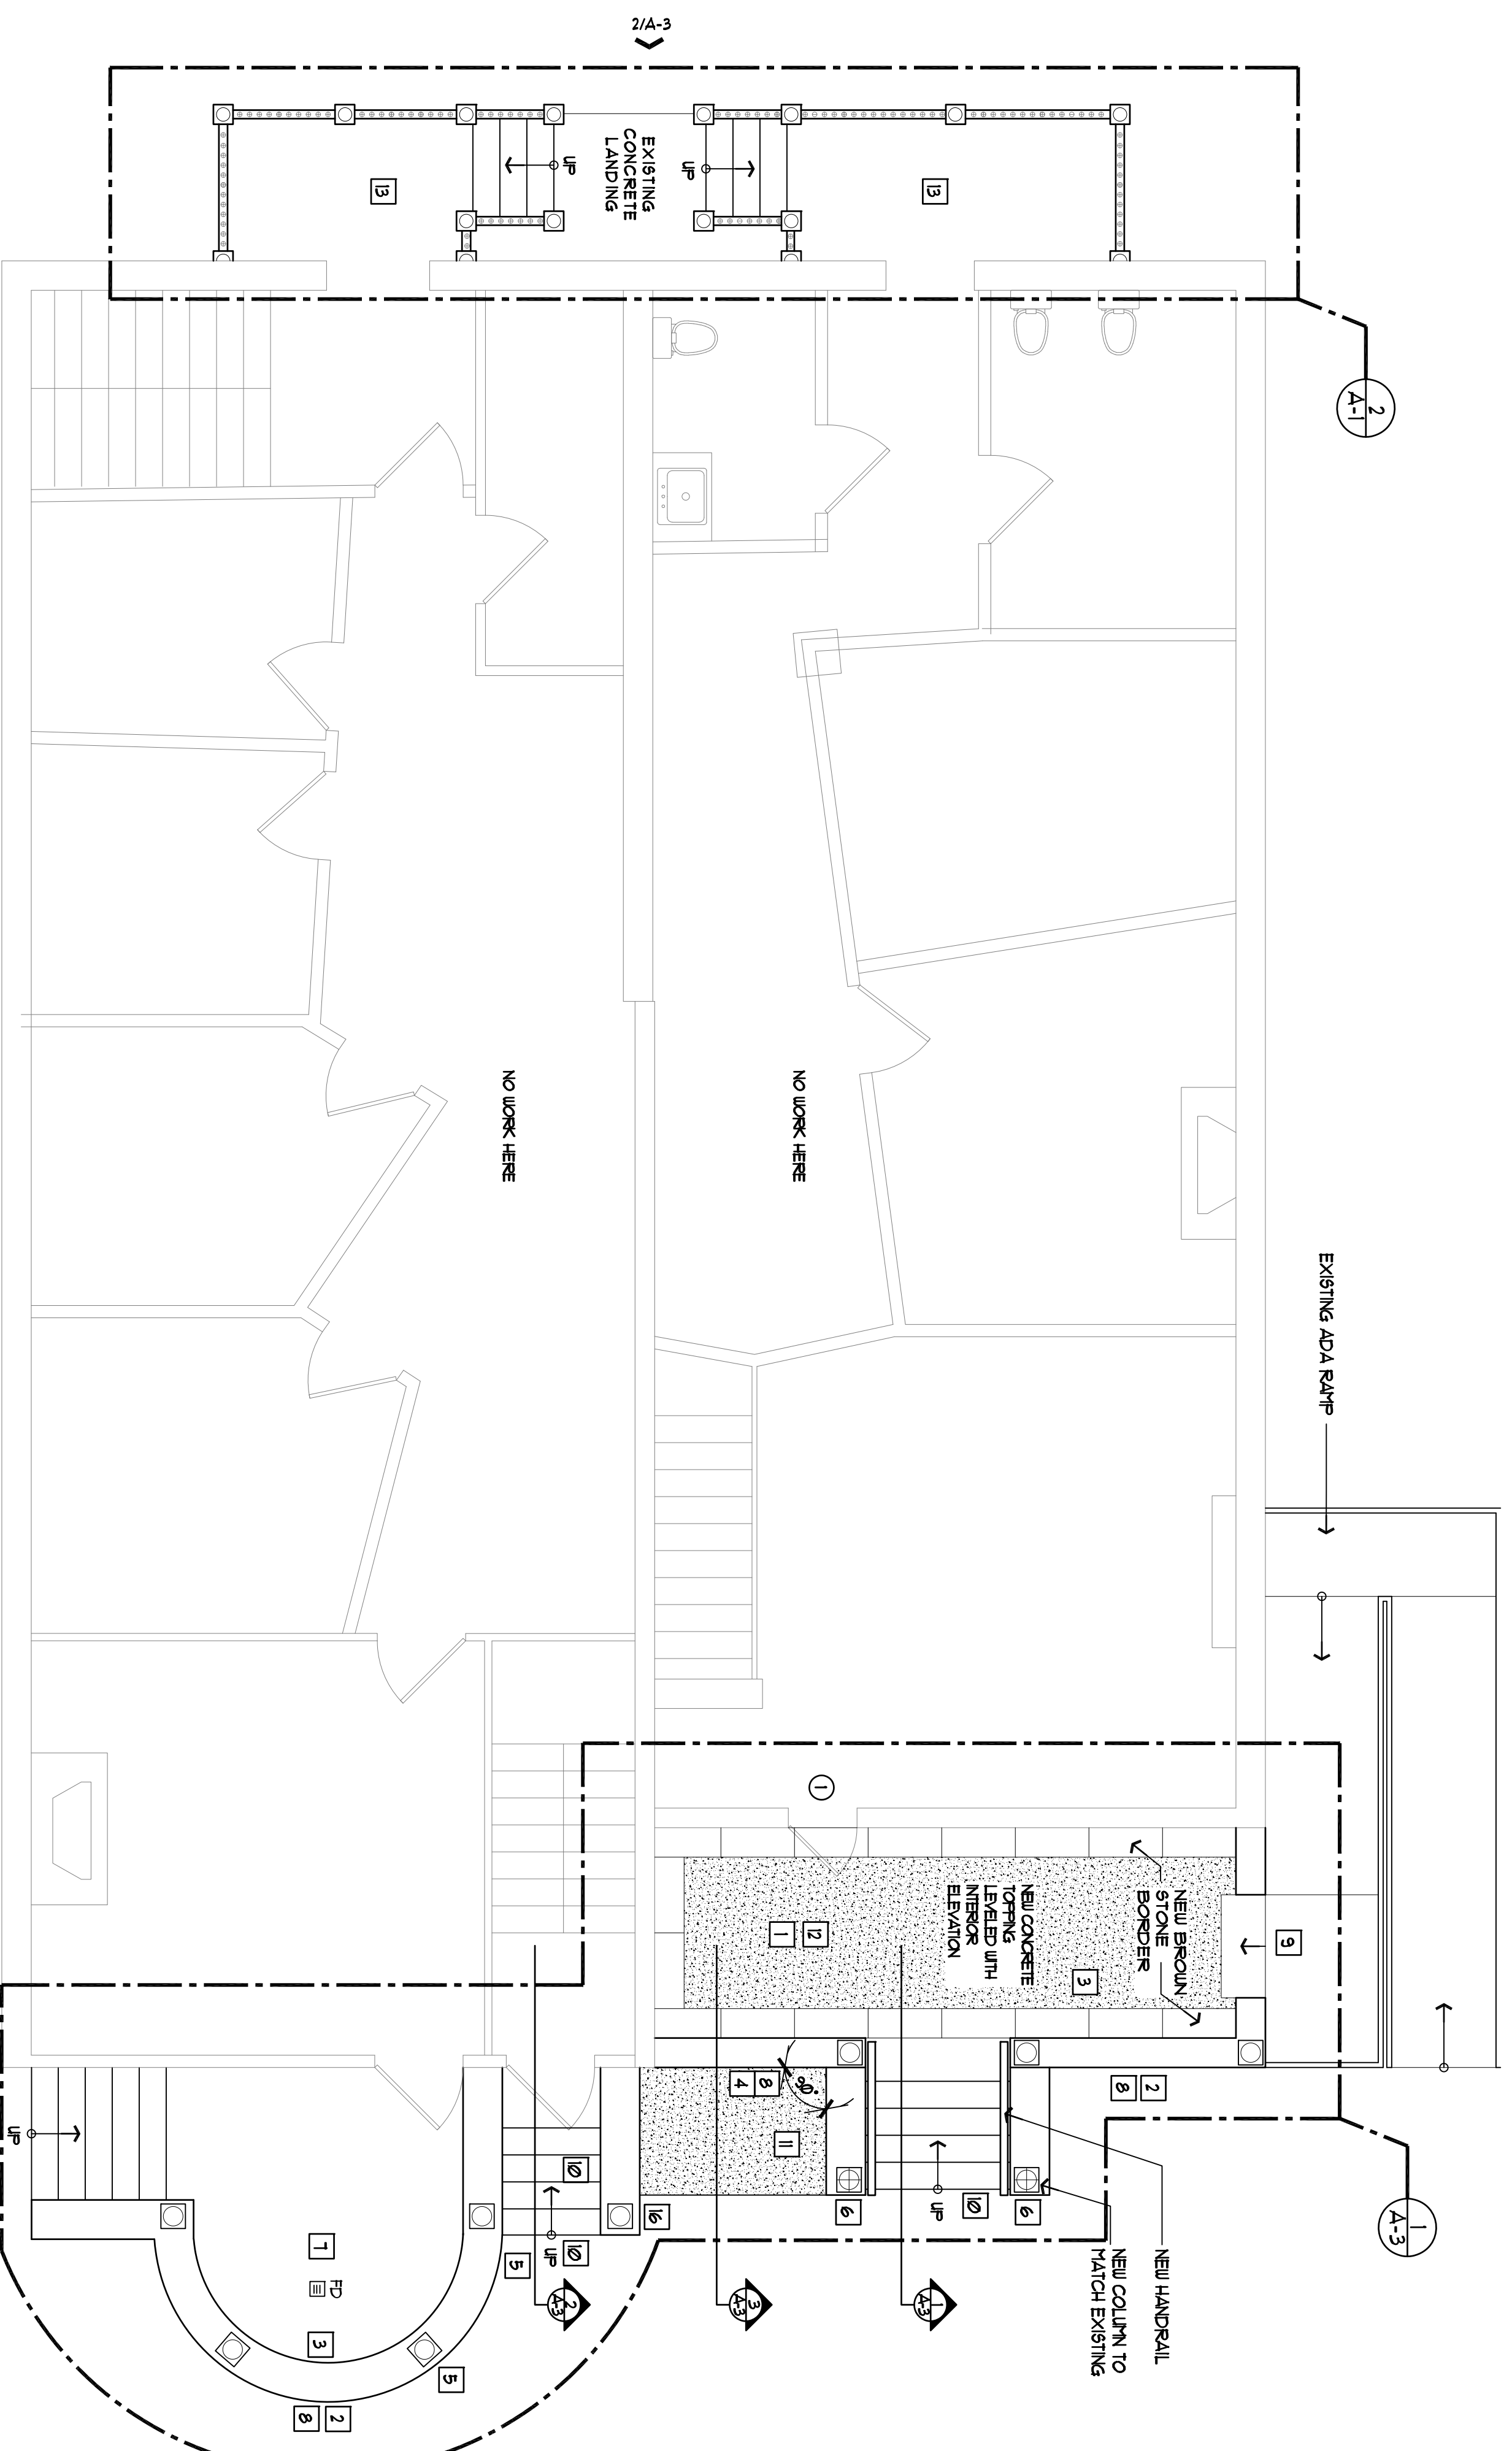 2/A-3
EXISTING
CONCRETE
LANDING
UP
UP
13
13
2
A-1
NO WORK HERE
NO WORK HERE
EXISTING ADA RAMP
1
NEW BROWN
STONE
BORDER
NEW CONCRETE
TOPPING
LEVELED WITH
INTERIOR
ELEVATION
1
12
3
9
2
8
4
8
90°
11
10
UP
6
6
16
10
UP
10
5
UP
7
FD
3
5
2
8
2
A-3
3
A-3
1
A-3
NEW HANDRAIL
NEW COLUMN TO
MATCH EXISTING
1
A-3